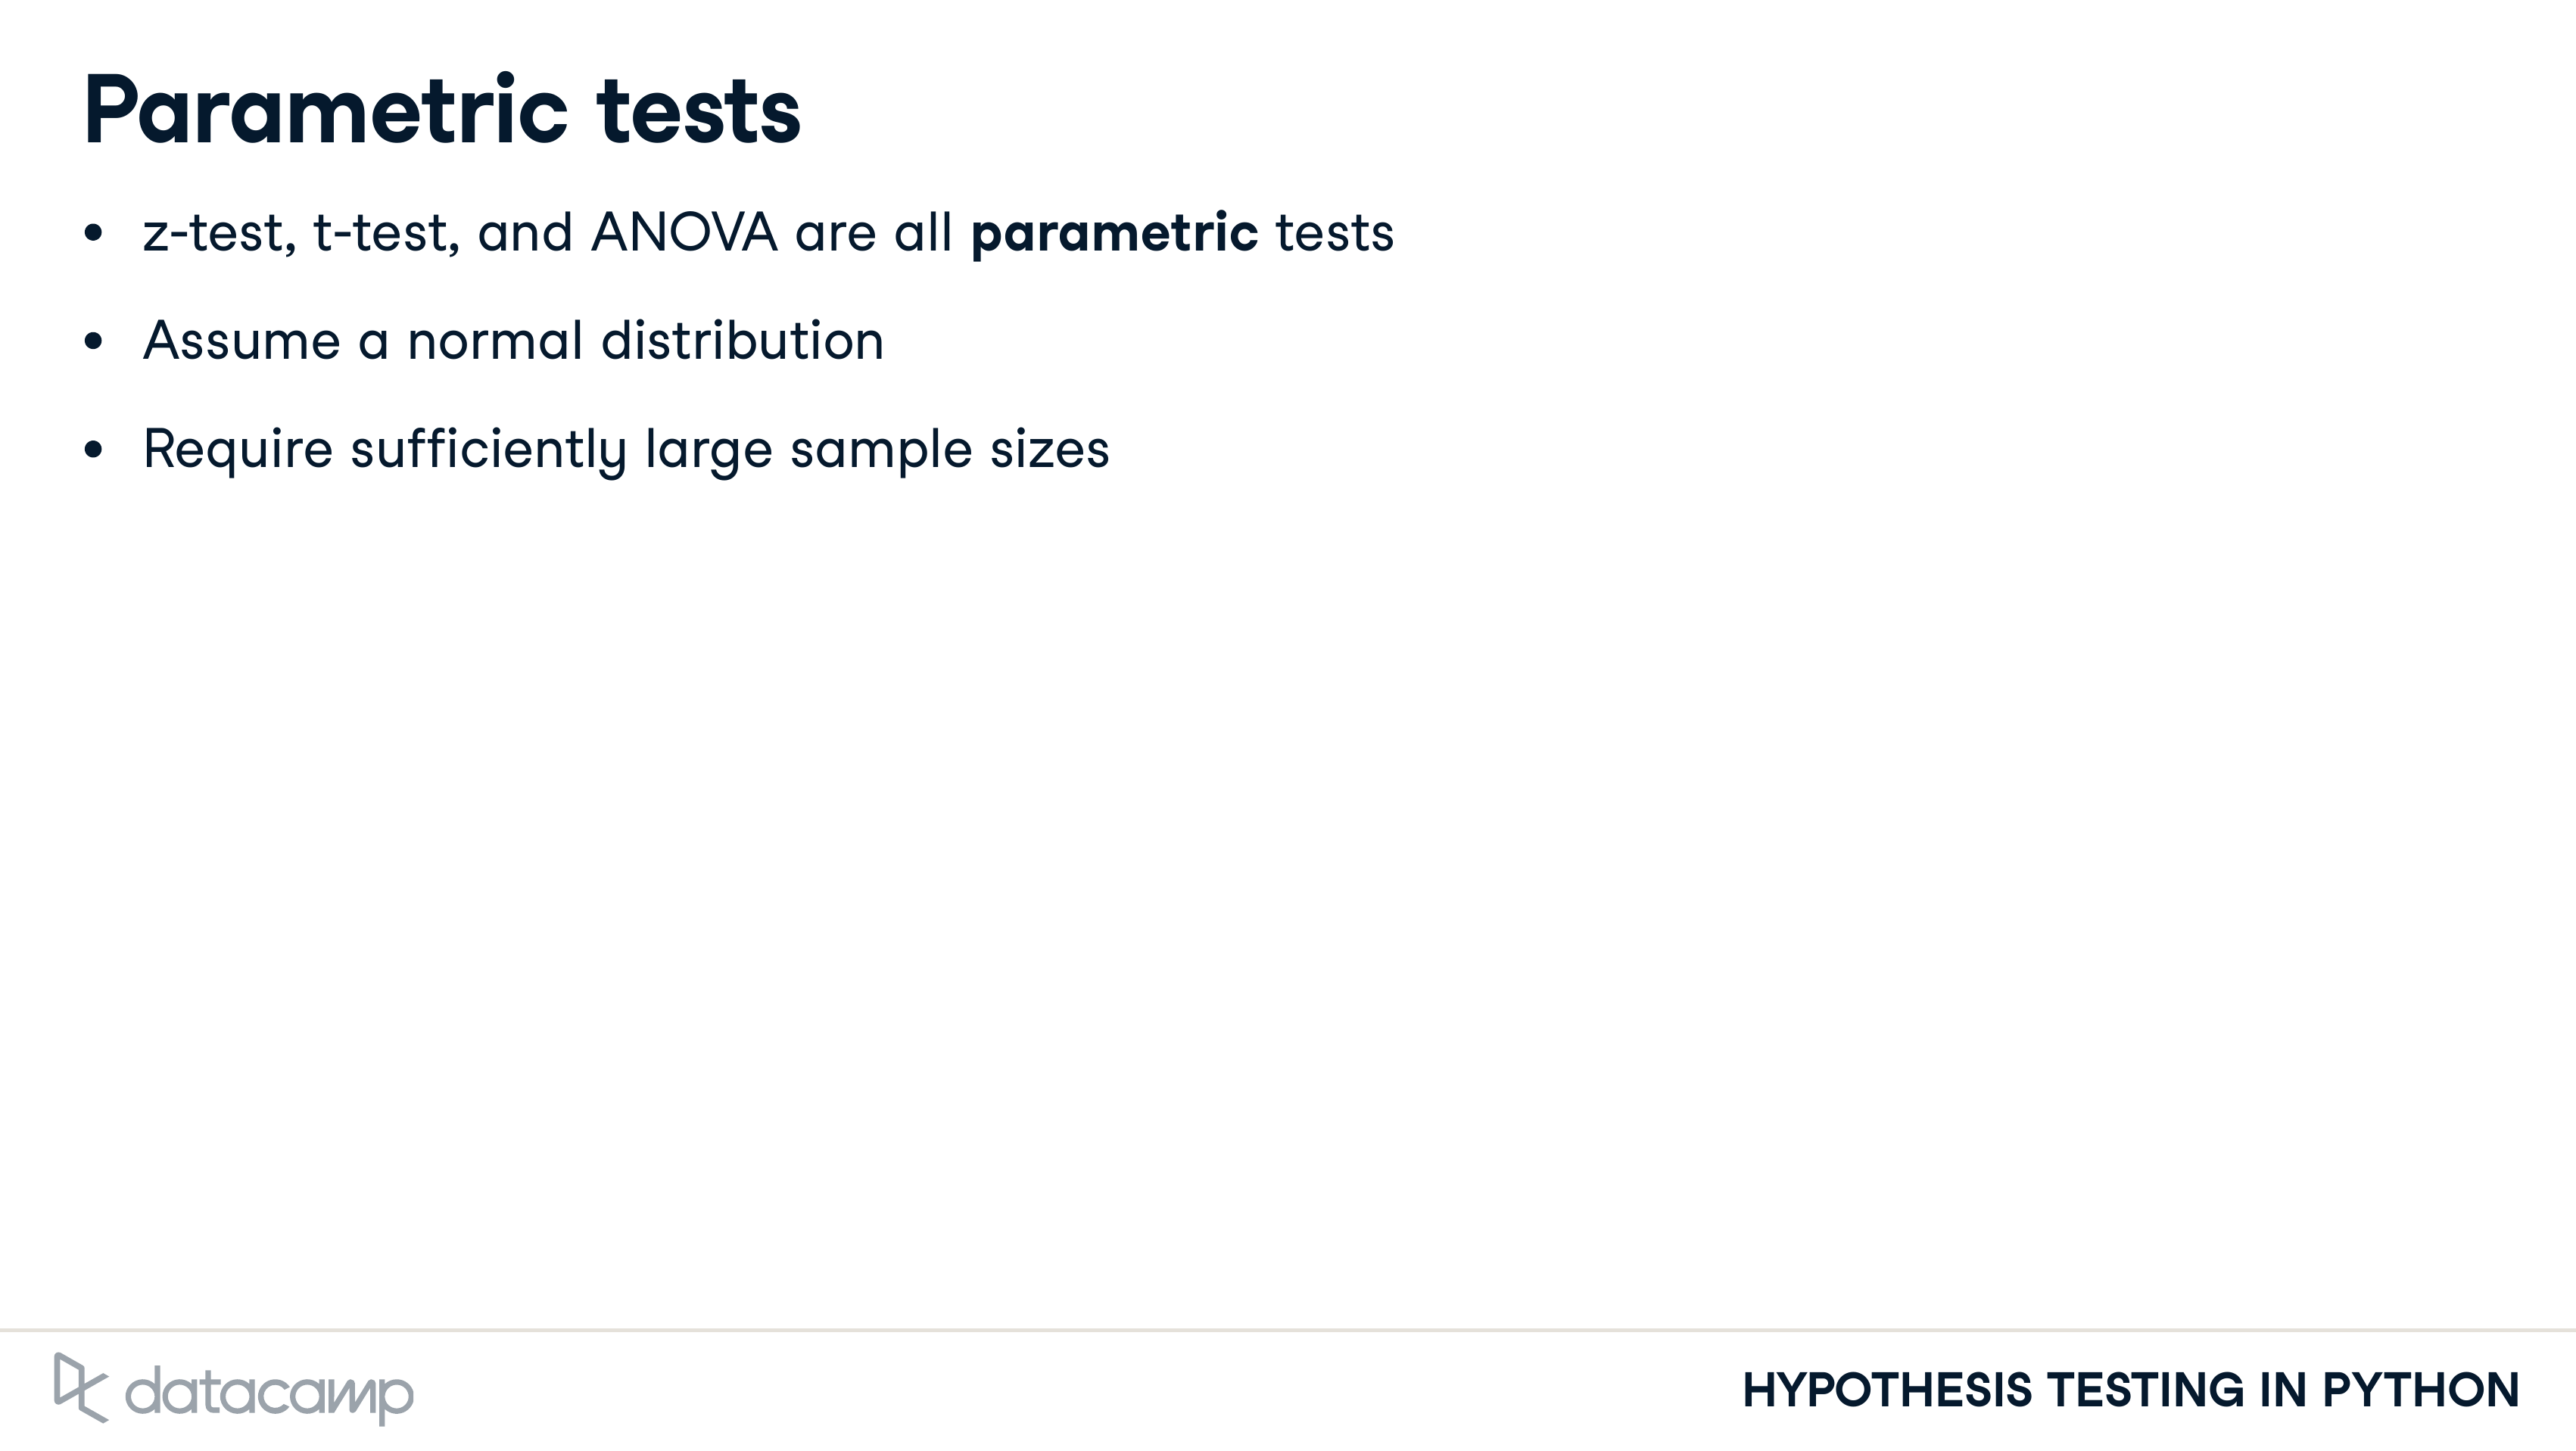 Parametric tests
• z-test, t-test, and ANOVA are all parametric tests
• Assume a normal distribution
• Require sufficiently large sample sizes
datacamp
HYPOTHESIS TESTING IN PYTHON